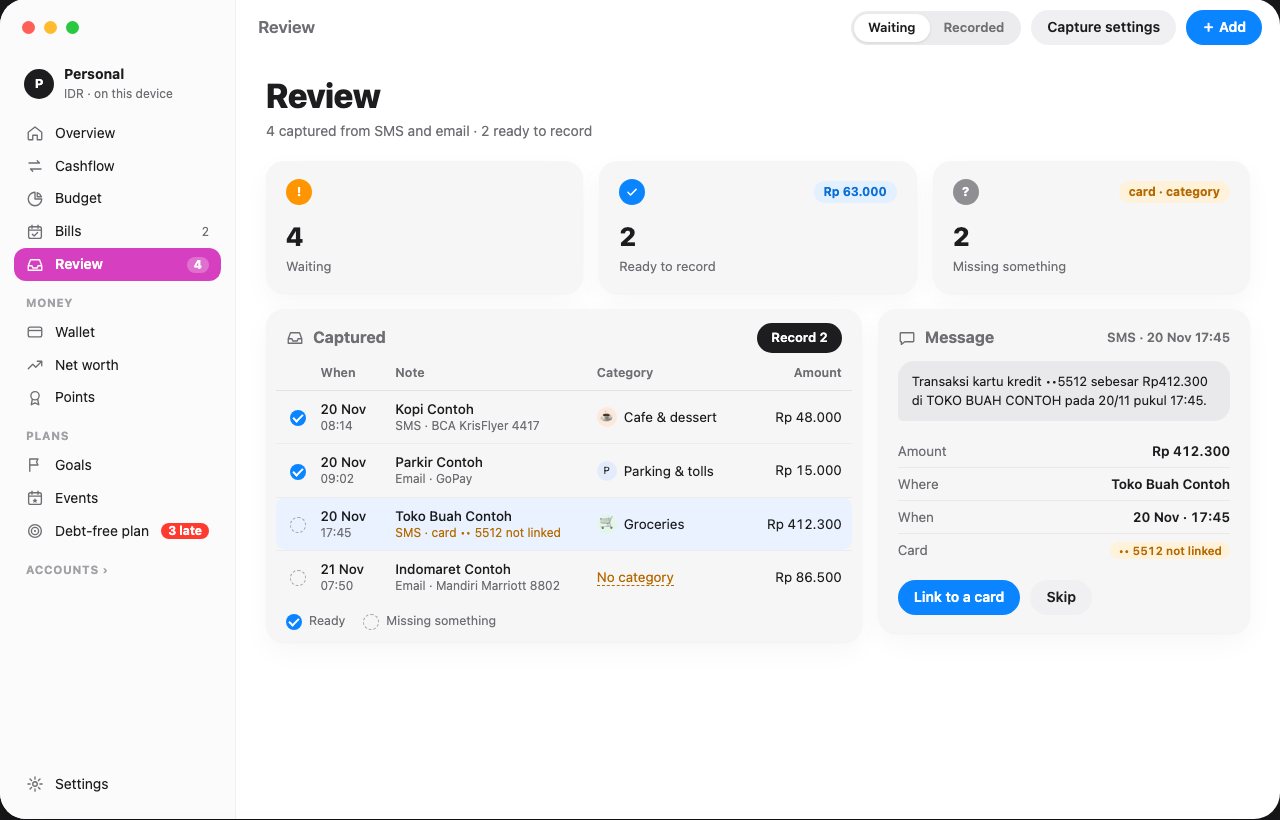 Review
Waiting
Recorded
Capture settings
+ Add
P
Personal
IDR · on this device
Overview
Cashflow
Budget
Bills 2
Review 4
MONEY
Wallet
Net worth
Points
PLANS
Goals
Events
Debt-free plan 3 late
ACCOUNTS ›
Settings
Review
4 captured from SMS and email · 2 ready to record
!
4
Waiting
Rp 63.000
2
Ready to record
?
card · category
2
Missing something
Captured
Record 2
When Note Category Amount
20 Nov Kopi Contoh Cafe & dessert Rp 48.000
08:14 SMS · BCA KrisFlyer 4417
20 Nov Parkir Contoh P Parking & tolls Rp 15.000
09:02 Email · GoPay
20 Nov Toko Buah Contoh Groceries Rp 412.300
17:45 SMS · card •• 5512 not linked
21 Nov Indomaret Contoh No category Rp 86.500
07:50 Email · Mandiri Marriott 8802
Ready Missing something
Message
SMS · 20 Nov 17:45
Transaksi kartu kredit ••5512 sebesar Rp412.300
di TOKO BUAH CONTOH pada 20/11 pukul 17:45.
Amount Rp 412.300
Where Toko Buah Contoh
When 20 Nov · 17:45
Card •• 5512 not linked
Link to a card
Skip